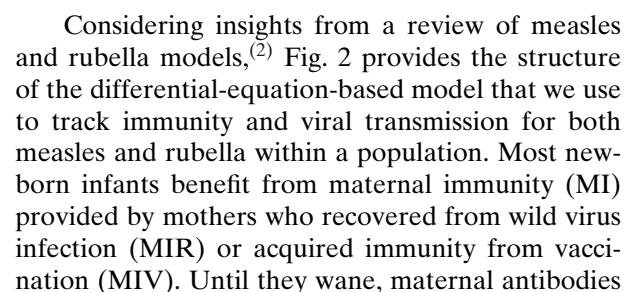 Considering insights from a review of measles
and rubella models,(2) Fig. 2 provides the structure
of the differential-equation-based model that we use
to track immunity and viral transmission for both
measles and rubella within a population. Most new-
born infants benefit from maternal immunity (MI)
provided by mothers who recovered from wild virus
infection (MIR) or acquired immunity from vacci-
nation (MIV). Until they wane, maternal antibodies